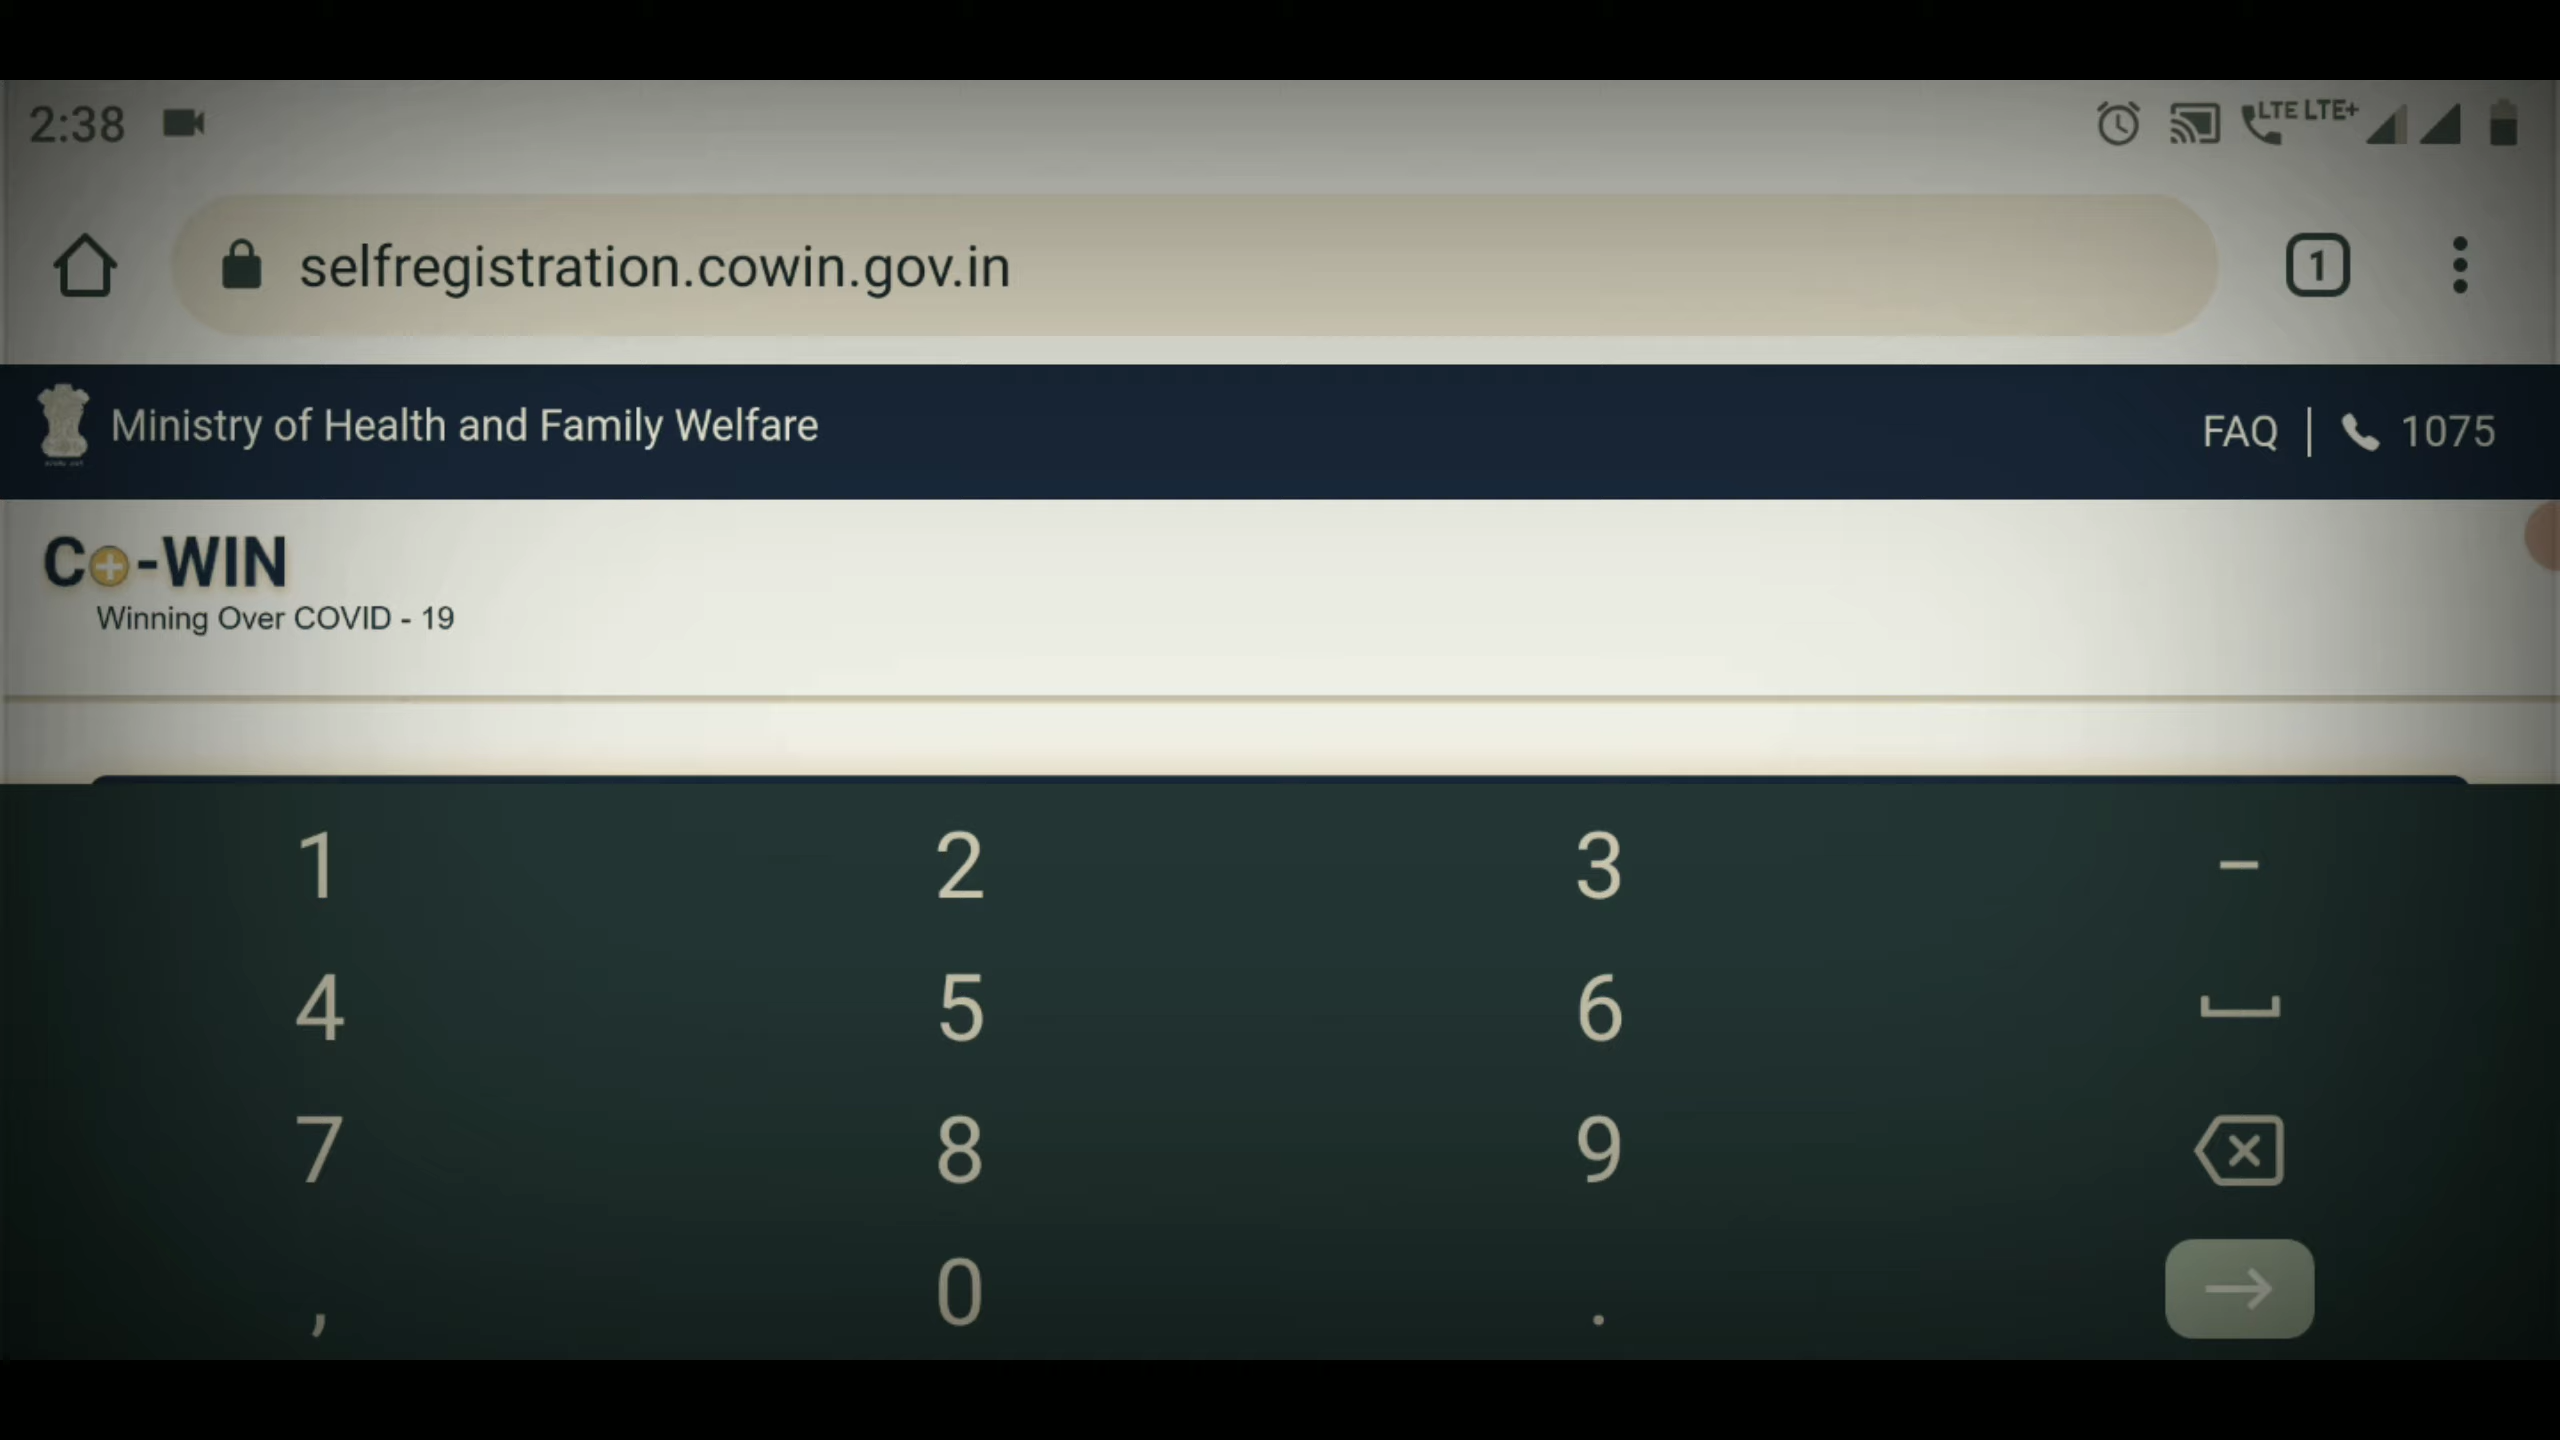 2:38 LTE LTE+
selfregistration.cowin.gov.in 1
Ministry of Health and Family Welfare FAQ | 1075
Co-WIN
Winning Over COVID - 19
1 2 3 -
4 5 6
7 8 9
, 0 .